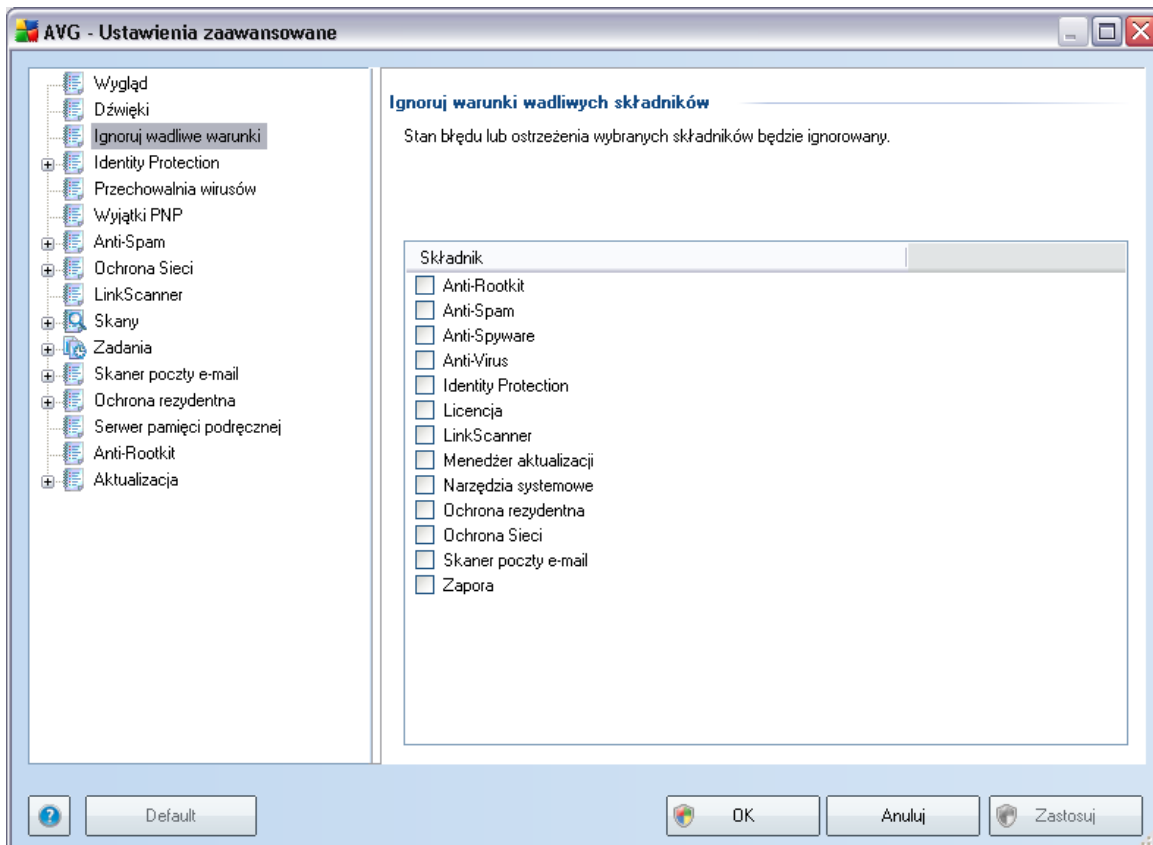 AVG - Ustawienia zaawansowane
Wygląd
Dźwięki
Ignoruj wadliwe warunki
Identity Protection
Przechowalnia wirusów
Wyjątki PNP
Anti-Spam
Ochrona Sieci
LinkScanner
Skany
Zadania
Skaner poczty e-mail
Ochrona rezydentna
Serwer pamięci podręcznej
Anti-Rootkit
Aktualizacja
Ignoruj warunki wadliwych składników
Stan błędu lub ostrzeżenia wybranych składników będzie ignorowany.
Składnik
Anti-Rootkit
Anti-Spam
Anti-Spyware
Anti-Virus
Identity Protection
Licencja
LinkScanner
Menedżer aktualizacji
Narzędzia systemowe
Ochrona rezydentna
Ochrona Sieci
Skaner poczty e-mail
Zapora
Default
OK
Anuluj
Zastosuj